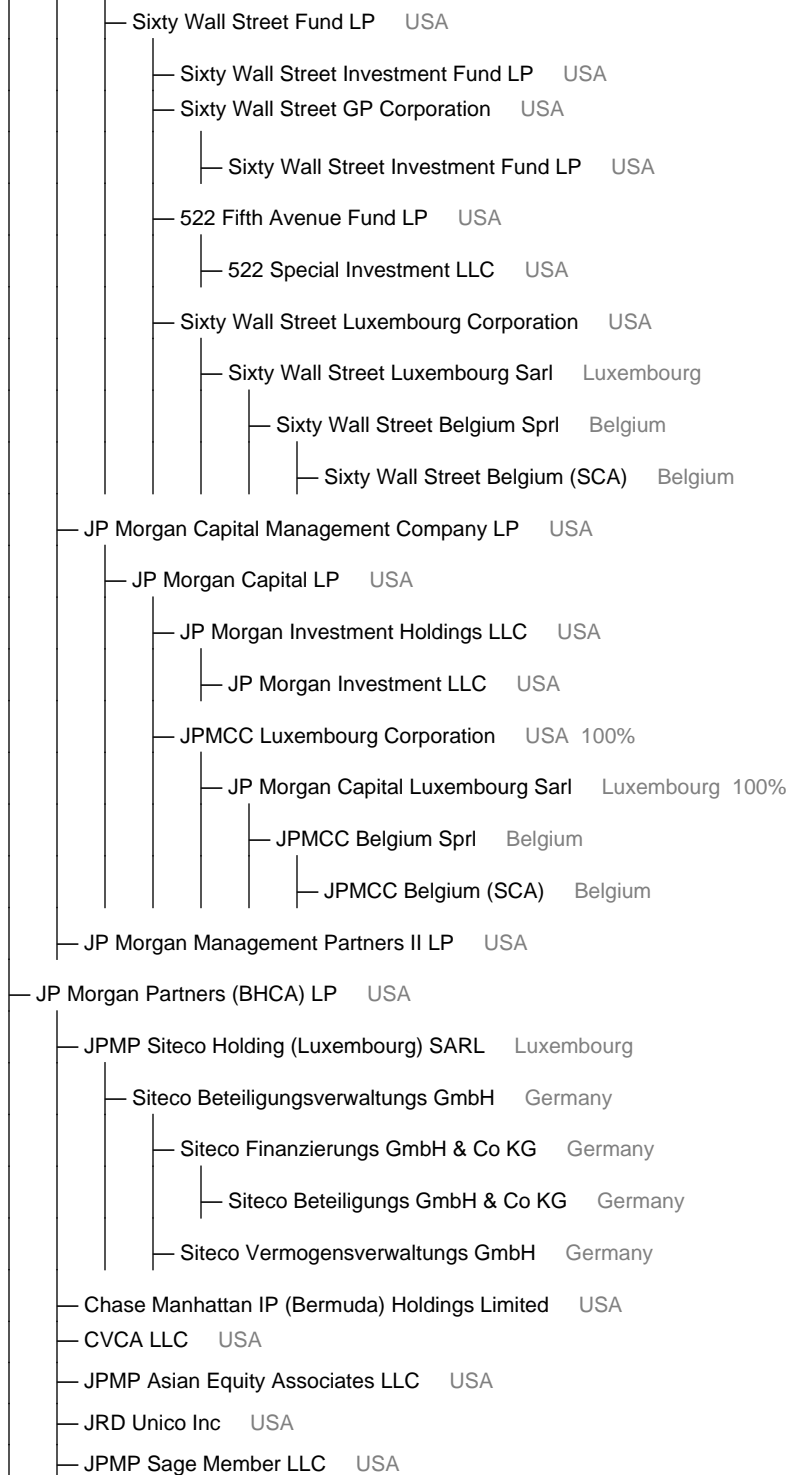 Sixty Wall Street Fund LP USA
Sixty Wall Street Investment Fund LP USA
Sixty Wall Street GP Corporation USA
Sixty Wall Street Investment Fund LP USA
522 Fifth Avenue Fund LP USA
522 Special Investment LLC USA
Sixty Wall Street Luxembourg Corporation USA
Sixty Wall Street Luxembourg Sarl Luxembourg
Sixty Wall Street Belgium Sprl Belgium
Sixty Wall Street Belgium (SCA) Belgium
JP Morgan Capital Management Company LP USA
JP Morgan Capital LP USA
JP Morgan Investment Holdings LLC USA
JP Morgan Investment LLC USA
JPMCC Luxembourg Corporation USA 100%
JP Morgan Capital Luxembourg Sarl Luxembourg 100%
JPMCC Belgium Sprl Belgium
JPMCC Belgium (SCA) Belgium
JP Morgan Management Partners II LP USA
JP Morgan Partners (BHCA) LP USA
JPMP Siteco Holding (Luxembourg) SARL Luxembourg
Siteco Beteiligungsverwaltungs GmbH Germany
Siteco Finanzierungs GmbH & Co KG Germany
Siteco Beteiligungs GmbH & Co KG Germany
Siteco Vermogensverwaltungs GmbH Germany
Chase Manhattan IP (Bermuda) Holdings Limited USA
CVCA LLC USA
JPMP Asian Equity Associates LLC USA
JRD Unico Inc USA
JPMP Sage Member LLC USA